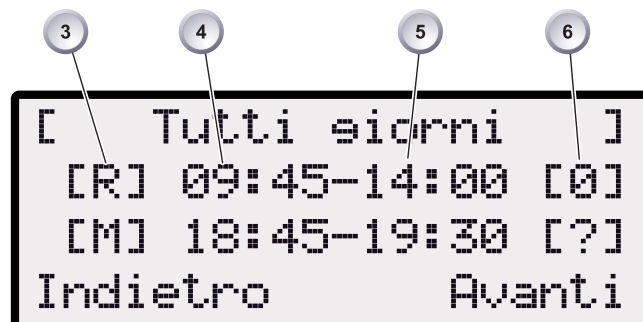 3 4 5 6
[ Tutti giorni ]
[R] 09:45-14:00 [0]
[M] 18:45-19:30 [?]
Indietro Avanti